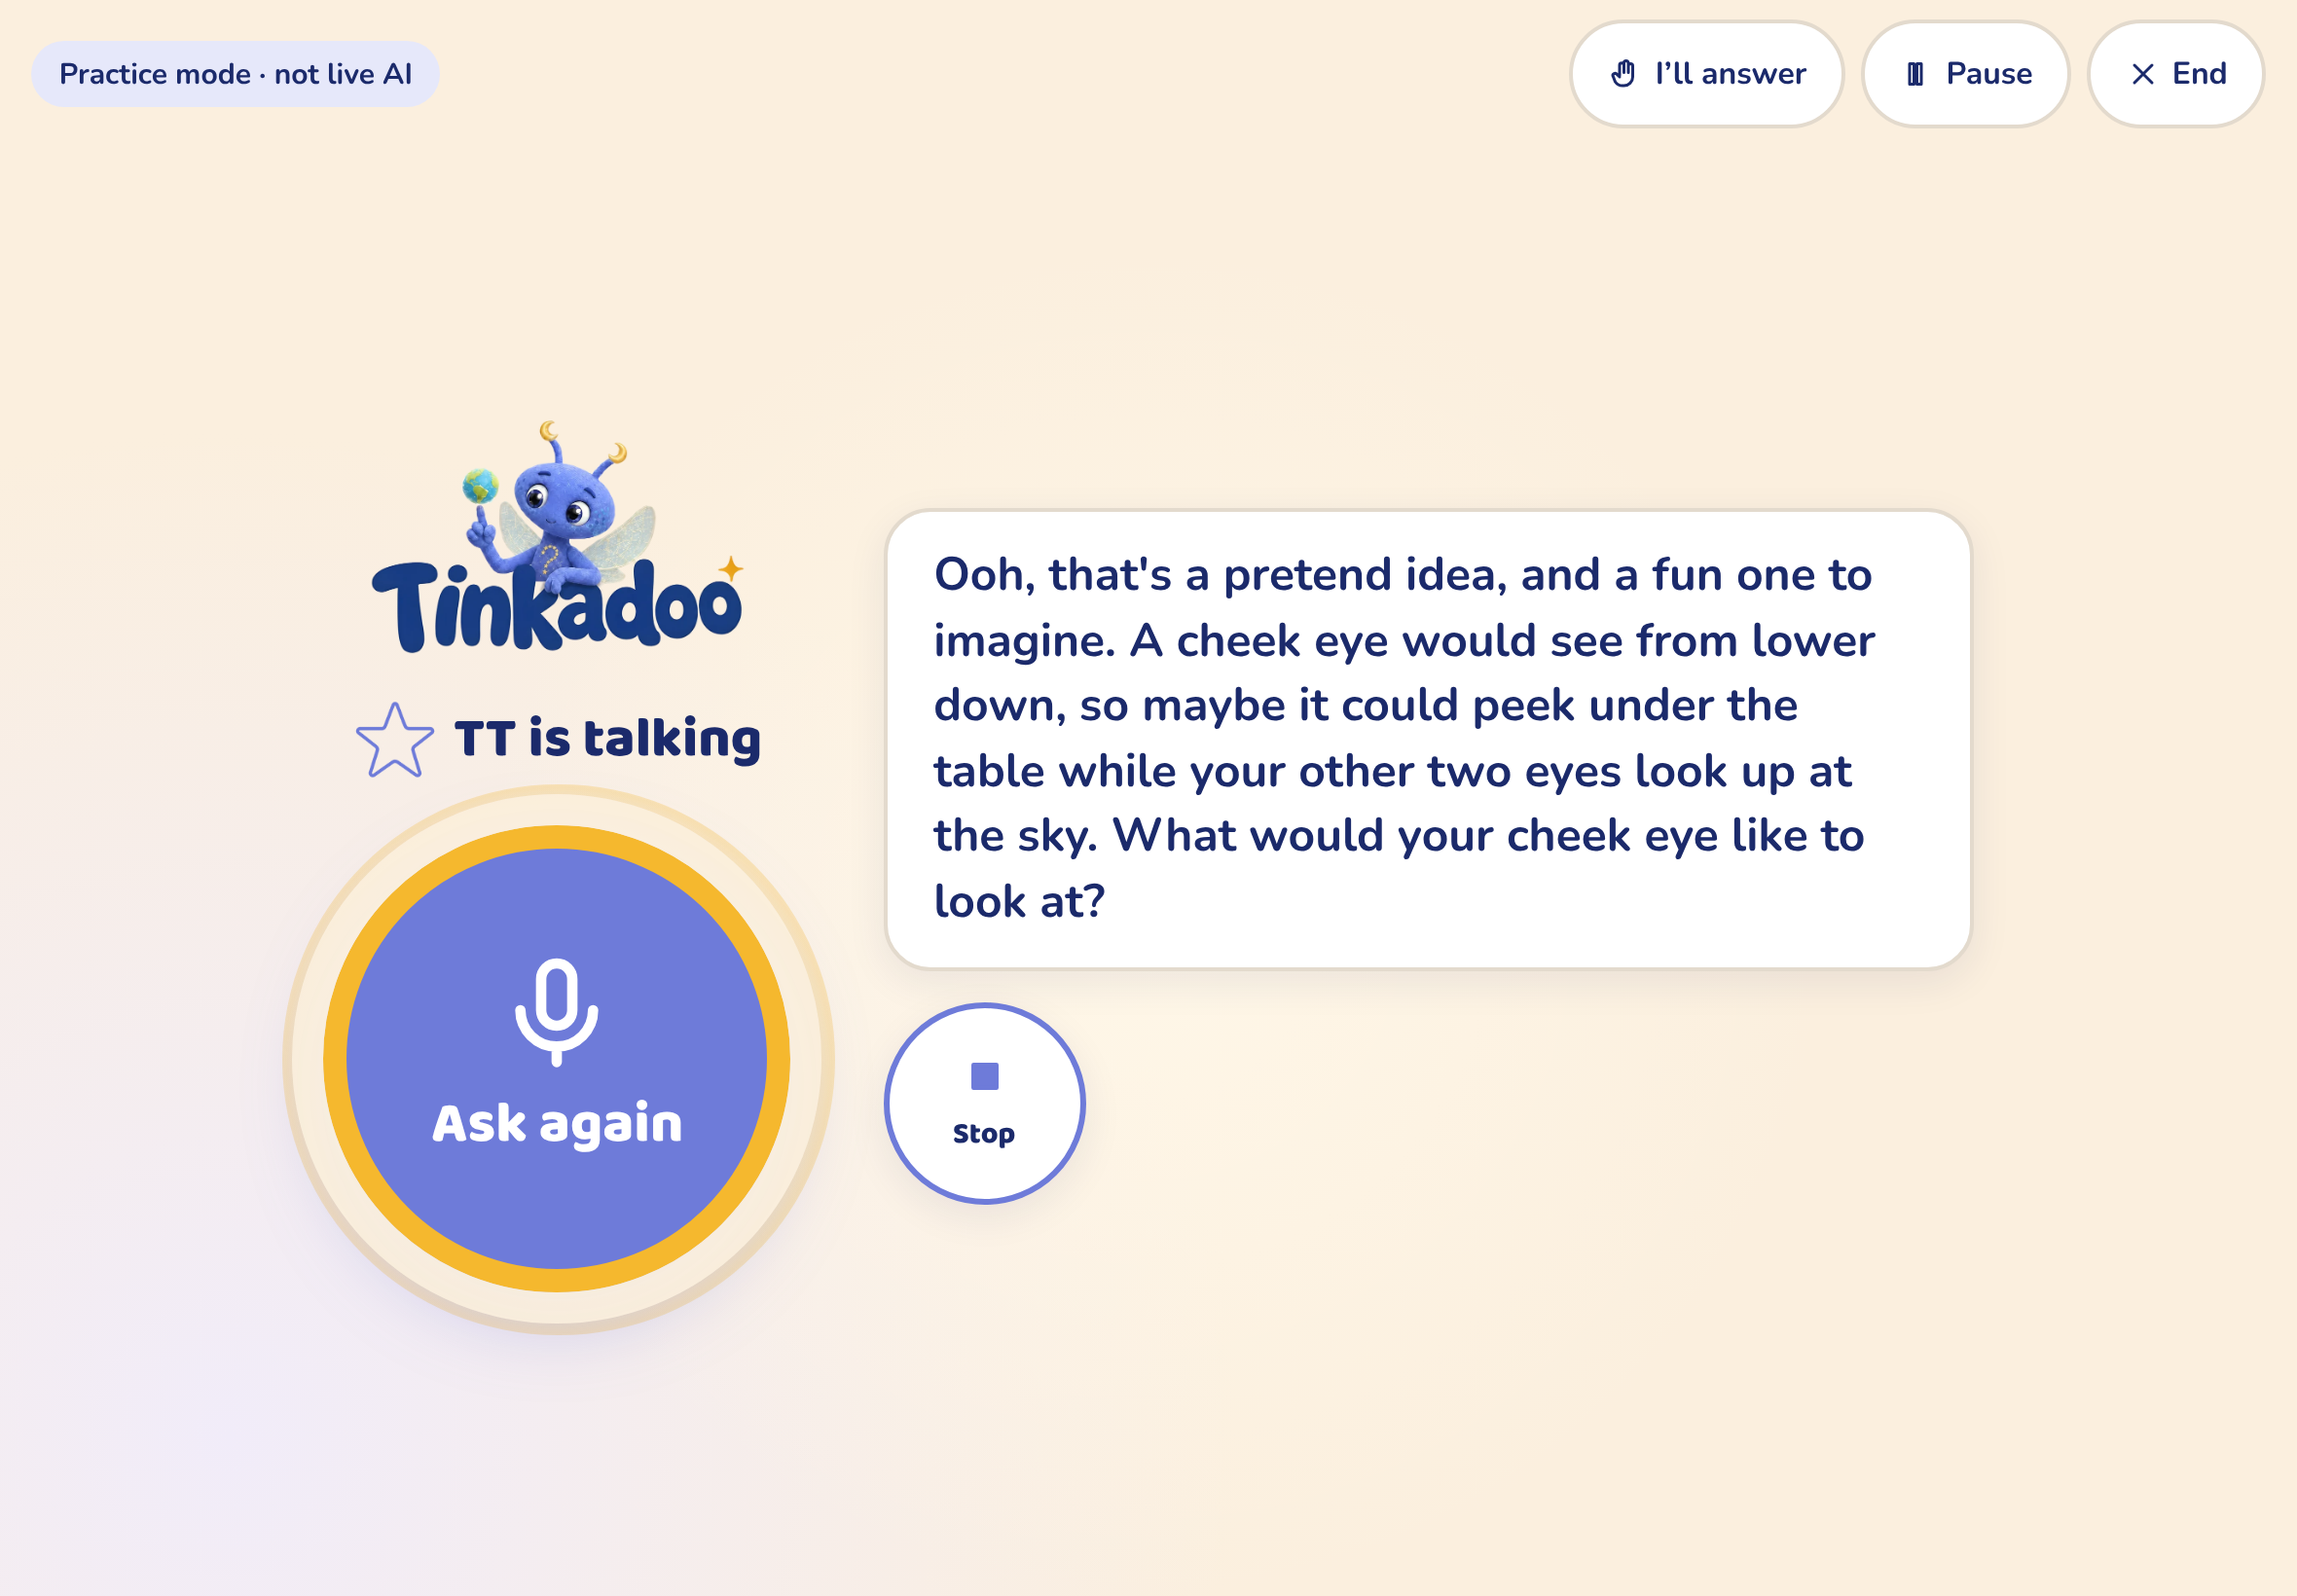 Practice mode · not live AI
I’ll answer
Pause
End
Tinkadoo
TT is talking
Ask again
Ooh, that's a pretend idea, and a fun one to
imagine. A cheek eye would see from lower
down, so maybe it could peek under the
table while your other two eyes look up at
the sky. What would your cheek eye like to
look at?
Stop